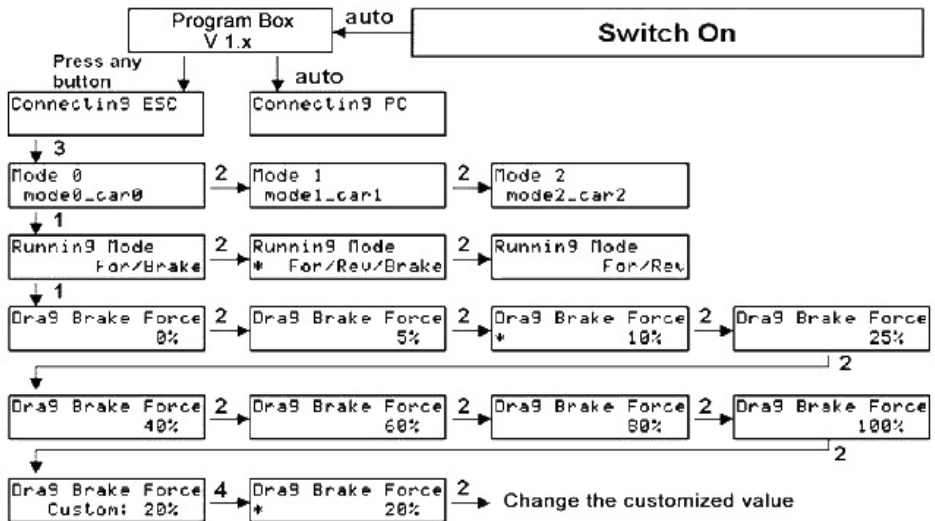 Program Box
V 1.x
auto
Switch On
Press any
button
auto
Connecting ESC
Connecting PC
3
Mode 0
mode0_car0
2
Mode 1
mode1_car1
2
Mode 2
mode2_car2
1
Running Mode
For/Brake
2
Running Mode
* For/Rev/Brake
2
Running Mode
For/Rev
1
Drag Brake Force
0%
2
Drag Brake Force
5%
2
Drag Brake Force
* 10%
2
Drag Brake Force
25%
2
Drag Brake Force
40%
2
Drag Brake Force
60%
2
Drag Brake Force
80%
2
Drag Brake Force
100%
2
Drag Brake Force
Custom: 20%
4
Drag Brake Force
* 20%
2
Change the customized value